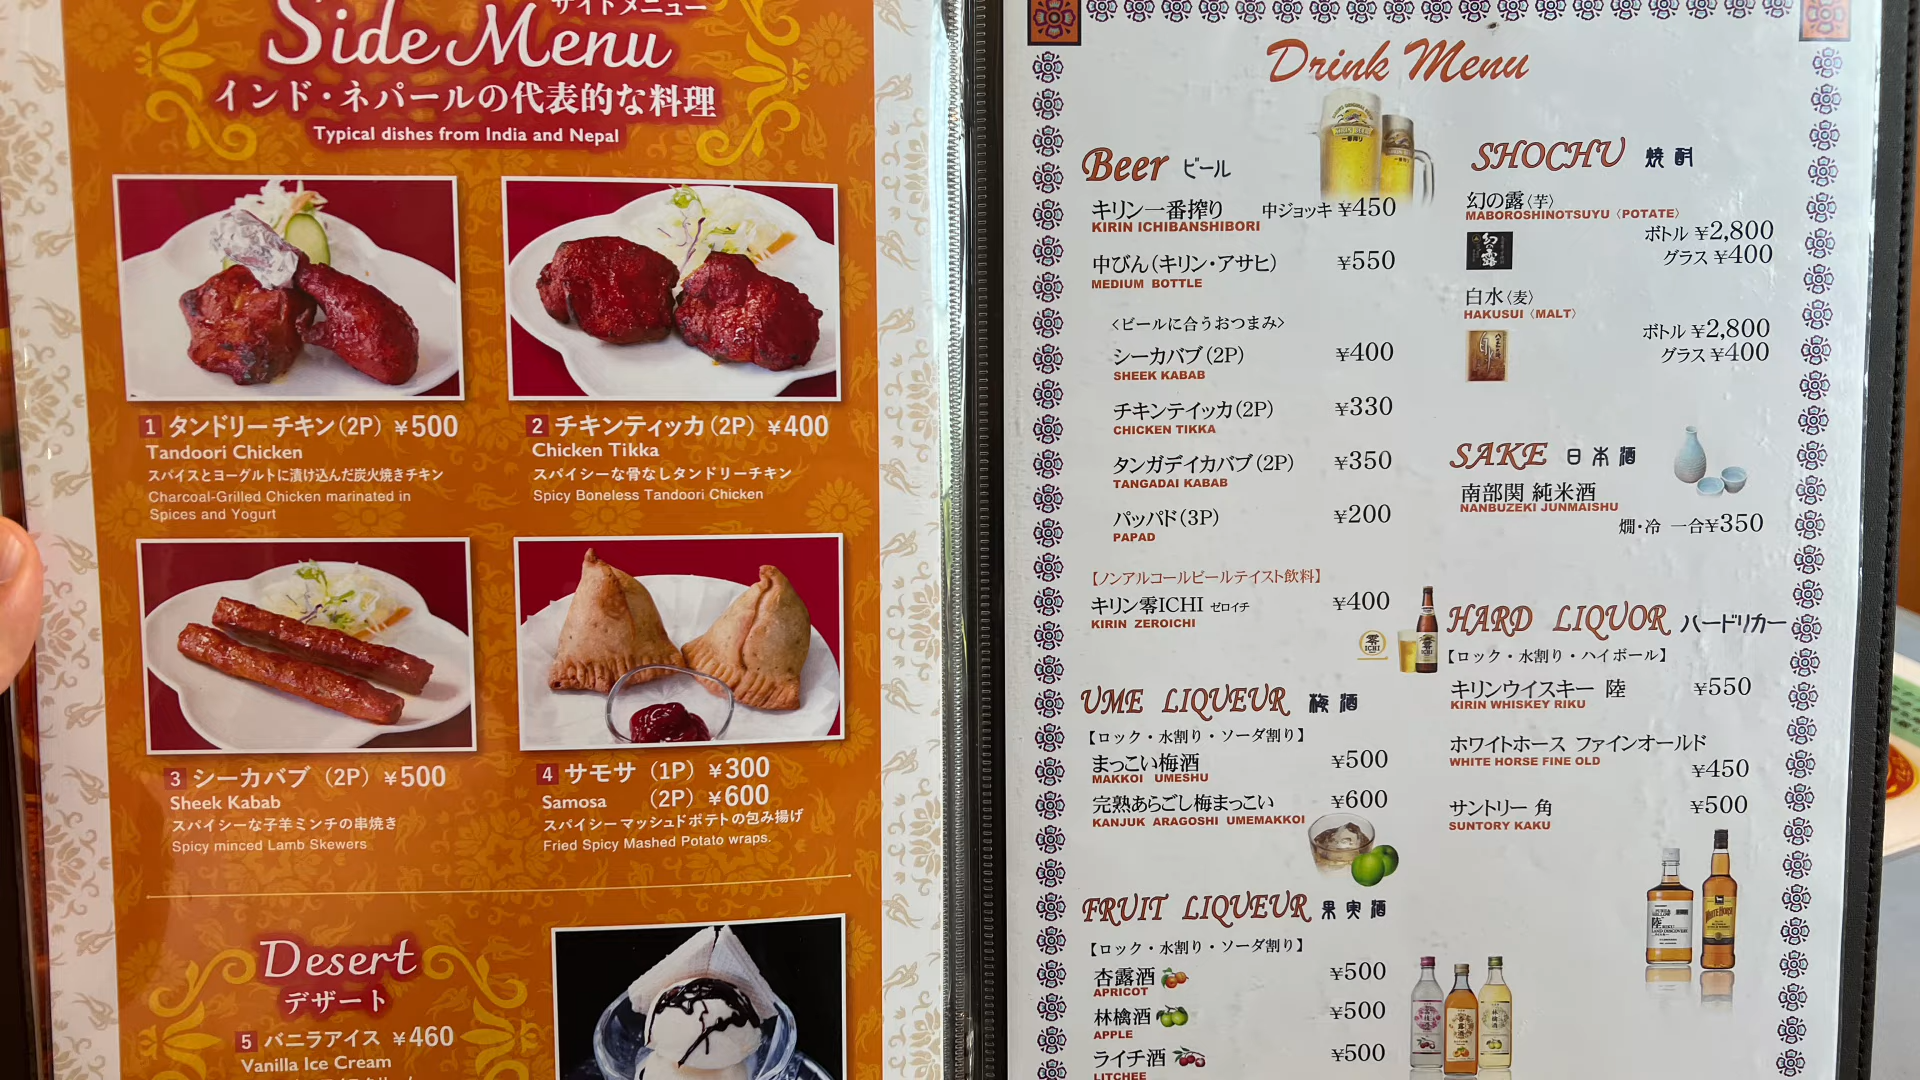 サイドメニュー
Side Menu
インド・ネパールの代表的な料理
Typical dishes from India and Nepal
1 タンドリーチキン(2P) ¥500
Tandoori Chicken
スパイスとヨーグルトに漬け込んだ炭火焼きチキン
Charcoal-Grilled Chicken marinated in
Spices and Yogurt
2 チキンティッカ(2P) ¥400
Chicken Tikka
スパイシーな骨なしタンドリーチキン
Spicy Boneless Tandoori Chicken
3 シーカバブ (2P) ¥500
Sheek Kabab
スパイシーな子羊ミンチの串焼き
Spicy minced Lamb Skewers
4 サモサ (1P) ¥300
Samosa (2P) ¥600
スパイシーマッシュドポテトの包み揚げ
Fried Spicy Mashed Potato wraps.
Desert
デザート
5 バニラアイス ¥460
Vanilla Ice Cream
Drink Menu
Beer ビール
キリン一番搾り 中ジョッキ ¥450
KIRIN ICHIBANSHIBORI
中びん(キリン・アサヒ) ¥550
MEDIUM BOTTLE
<ビールに合うおつまみ>
シーカバブ(2P) ¥400
SHEEK KABAB
チキンテイッカ(2P) ¥330
CHICKEN TIKKA
タンガデイカバブ(2P) ¥350
TANGADAI KABAB
パッパド(3P) ¥200
PAPAD
【ノンアルコールビールテイスト飲料】
キリン零ICHI ゼロイチ ¥400
KIRIN ZEROICHI
零
ICHI
UME LIQUEUR 梅酒
【ロック・水割り・ソーダ割り】
まっこい梅酒 ¥500
MAKKOI UMESHU
完熟あらごし梅まっこい ¥600
KANJUK ARAGOSHI UMEMAKKOI
FRUIT LIQUEUR 果実酒
【ロック・水割り・ソーダ割り】
杏露酒 ¥500
APRICOT
林檎酒 ¥500
APPLE
ライチ酒 ¥500
LITCHEE
SHOCHU 焼酎
幻の露〈芋〉
MABOROSHINOTSUYU〈POTATE〉
幻の露
ボトル ¥2,800
グラス ¥400
白水〈麦〉
HAKUSUI〈MALT〉
ボトル ¥2,800
グラス ¥400
SAKE 日本酒
南部関 純米酒
NANBUZEKI JUNMAISHU
燗・冷 一合¥350
HARD LIQUOR ハードリカー
【ロック・水割り・ハイボール】
キリンウイスキー 陸 ¥550
KIRIN WHISKEY RIKU
ホワイトホース ファインオールド
WHITE HORSE FINE OLD
¥450
サントリー 角 ¥500
SUNTORY KAKU
陸
WHITE HORSE
杏露酒
林檎酒